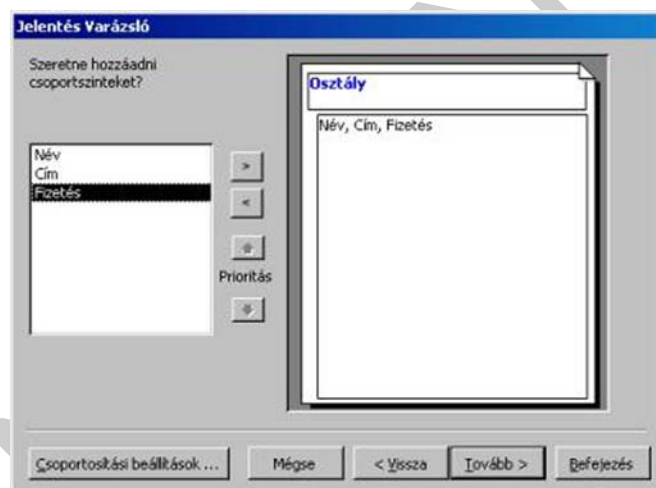 Jelentés Varázsló
Szeretne hozzáadni
csoportszinteket?
Név
Cím
Fizetés
>
<
Prioritás
Osztály
Név, Cím, Fizetés
Csoportosítási beállítások ...
Mégse
< Vissza
Tovább >
Befejezés